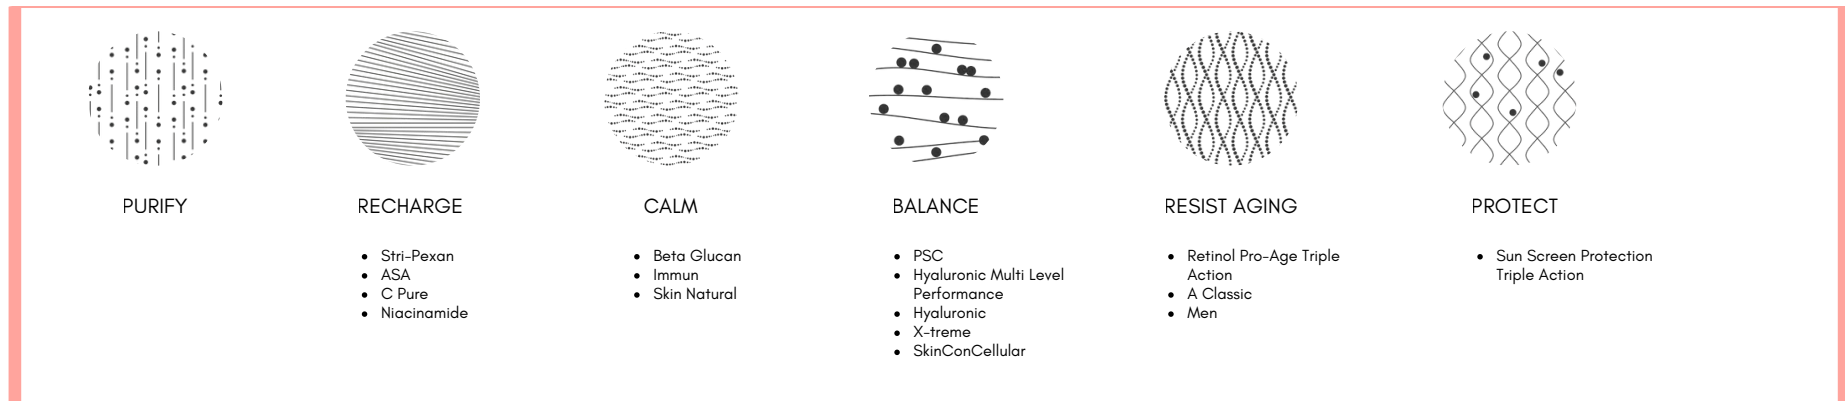 PURIFY
RECHARGE
Stri-Pexan
ASA
C Pure
Niacinamide
CALM
Beta Glucan
Immun
Skin Natural
BALANCE
PSC
Hyaluronic Multi Level
Performance
Hyaluronic
X-treme
SkinConCellular
RESIST AGING
Retinol Pro-Age Triple
Action
A Classic
Men
PROTECT
Sun Screen Protection
Triple Action